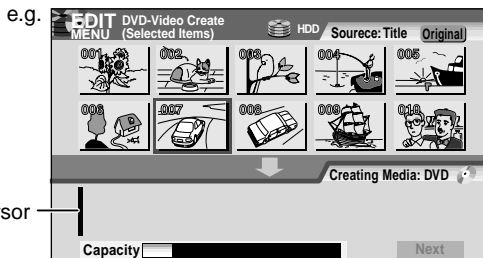 e.g.
EDIT MENU DVD-Video Create (Selected Items) HDD Sourece: Title Original
001 002 003 004 005
006 007 008 009 010
Creating Media: DVD
sor
Capacity Next